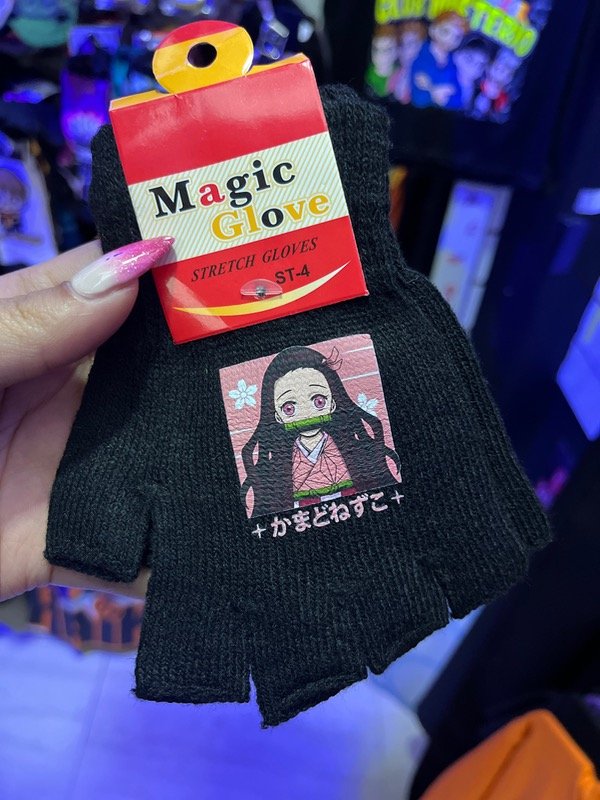 Magic
Glove
STRETCH GLOVES
ST-4
+ かまどねずこ +